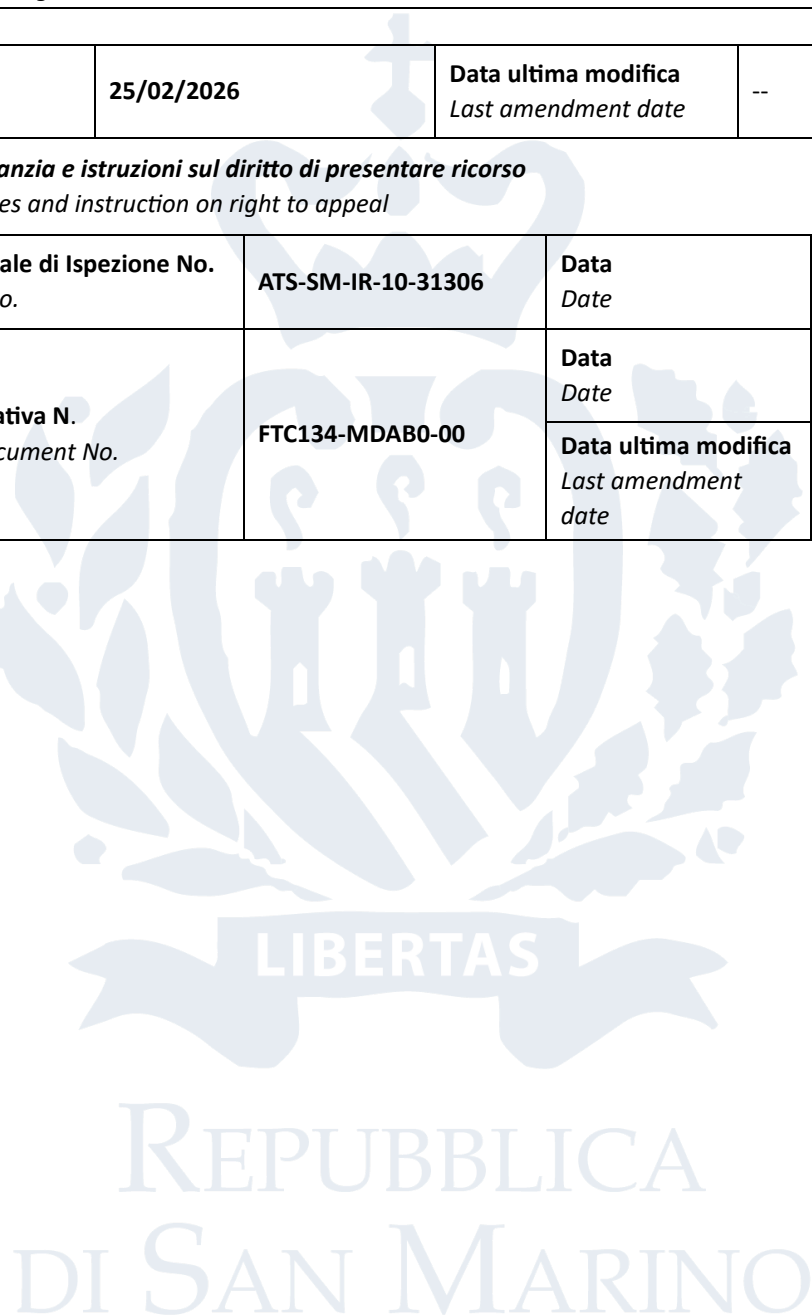 25/02/2026
Data ultima modifica
Last amendment date
--
anzia e istruzioni sul diritto di presentare ricorso
es and instruction on right to appeal
ale di Ispezione No.
o.
ATS-SM-IR-10-31306
Data
Date
ativa N.
cument No.
FTC134-MDAB0-00
Data
Date
Data ultima modifica
Last amendment
date
LIBERTAS
REPUBBLICA
DI SAN MARINO